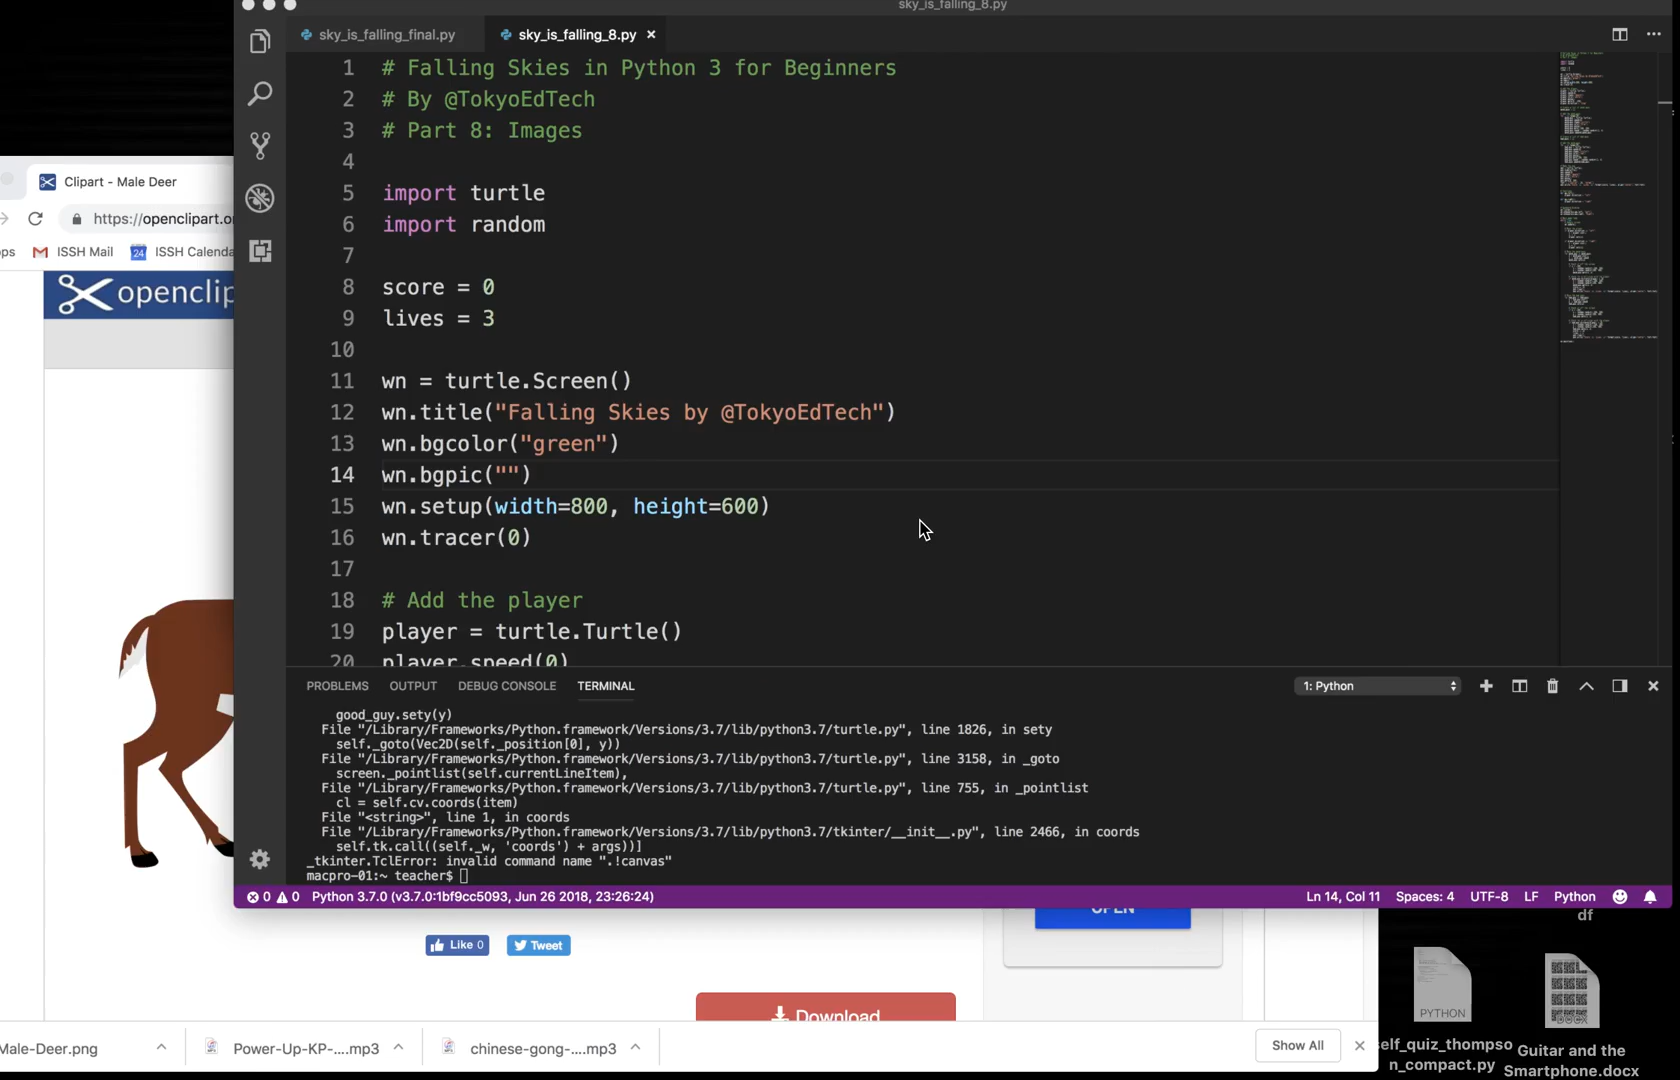 sky_is_falling_8.py
sky_is_falling_final.py
sky_is_falling_8.py
1 # Falling Skies in Python 3 for Beginners
2 # By @TokyoEdTech
3 # Part 8: Images
4
5 import turtle
6 import random
7
8 score = 0
9 lives = 3
10
11 wn = turtle.Screen()
12 wn.title("Falling Skies by @TokyoEdTech")
13 wn.bgcolor("green")
14 wn.bgpic("")
15 wn.setup(width=800, height=600)
16 wn.tracer(0)
17
18 # Add the player
19 player = turtle.Turtle()
20 player.speed(0)
Clipart - Male Deer
https://openclipart.o
ps ISSH Mail 24 ISSH Calenda
openclip
PROBLEMS OUTPUT DEBUG CONSOLE TERMINAL 1: Python
good_guy.sety(y)
File "/Library/Frameworks/Python.framework/Versions/3.7/lib/python3.7/turtle.py", line 1826, in sety
self._goto(Vec2D(self._position[0], y))
File "/Library/Frameworks/Python.framework/Versions/3.7/lib/python3.7/turtle.py", line 3158, in _goto
screen._pointlist(self.currentLineItem),
File "/Library/Frameworks/Python.framework/Versions/3.7/lib/python3.7/turtle.py", line 755, in _pointlist
cl = self.cv.coords(item)
File "<string>", line 1, in coords
File "/Library/Frameworks/Python.framework/Versions/3.7/lib/python3.7/tkinter/__init__.py", line 2466, in coords
self.tk.call((self._w, 'coords') + args))]
_tkinter.TclError: invalid command name ".!canvas"
macpro-01:~ teacher$
0 0 Python 3.7.0 (v3.7.0:1bf9cc5093, Jun 26 2018, 23:26:24) Ln 14, Col 11 Spaces: 4 UTF-8 LF Python
OPEN
df
Like 0 Tweet
Download
PYTHON
DOCX
Male-Deer.png Power-Up-KP-....mp3 chinese-gong-....mp3 Show All
elf_quiz_thompso
n_compact.py
Guitar and the
Smartphone.docx